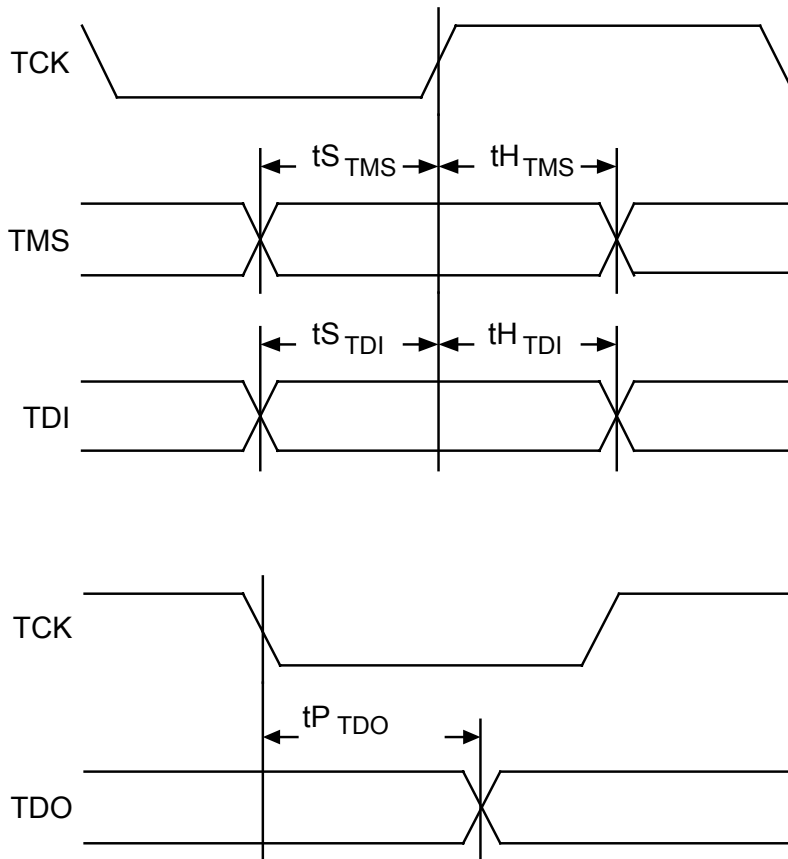 TCK
tS TMS
tH TMS
TMS
tS TDI
tH TDI
TDI
TCK
tP TDO
TDO